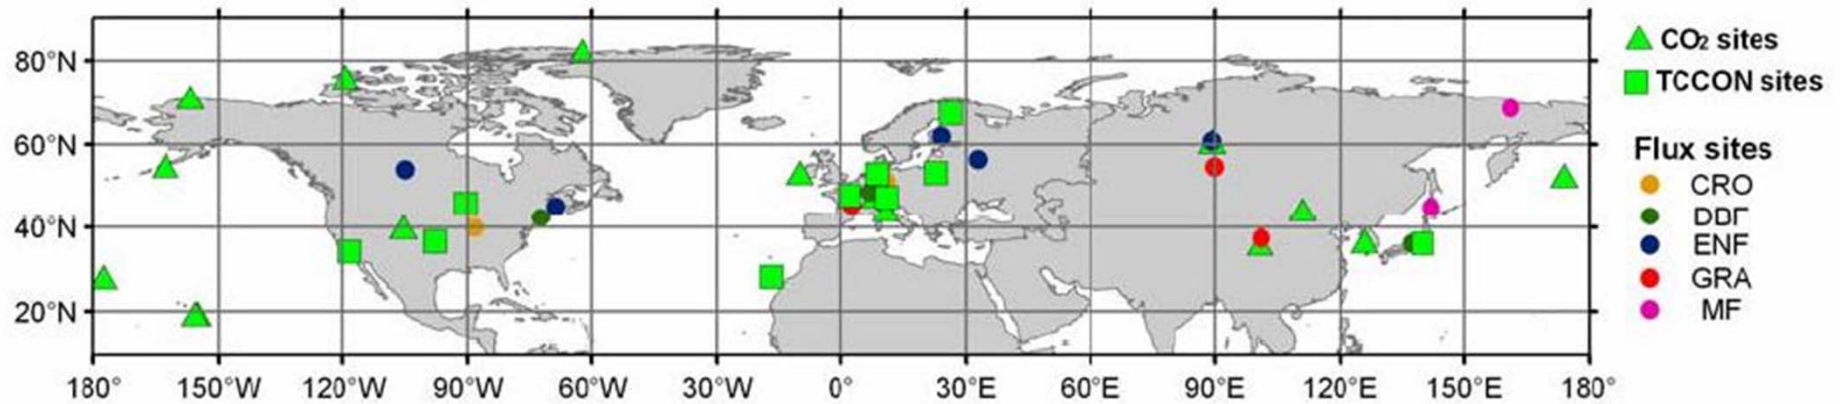 80°N
60°N
40°N
20°N
180° 150°W 120°W 90°W 60°W 30°W 0° 30°E 60°E 90°E 120°E 150°E 180°
CO₂ sites
TCCON sites
Flux sites
CRO
DBF
ENF
GRA
MF